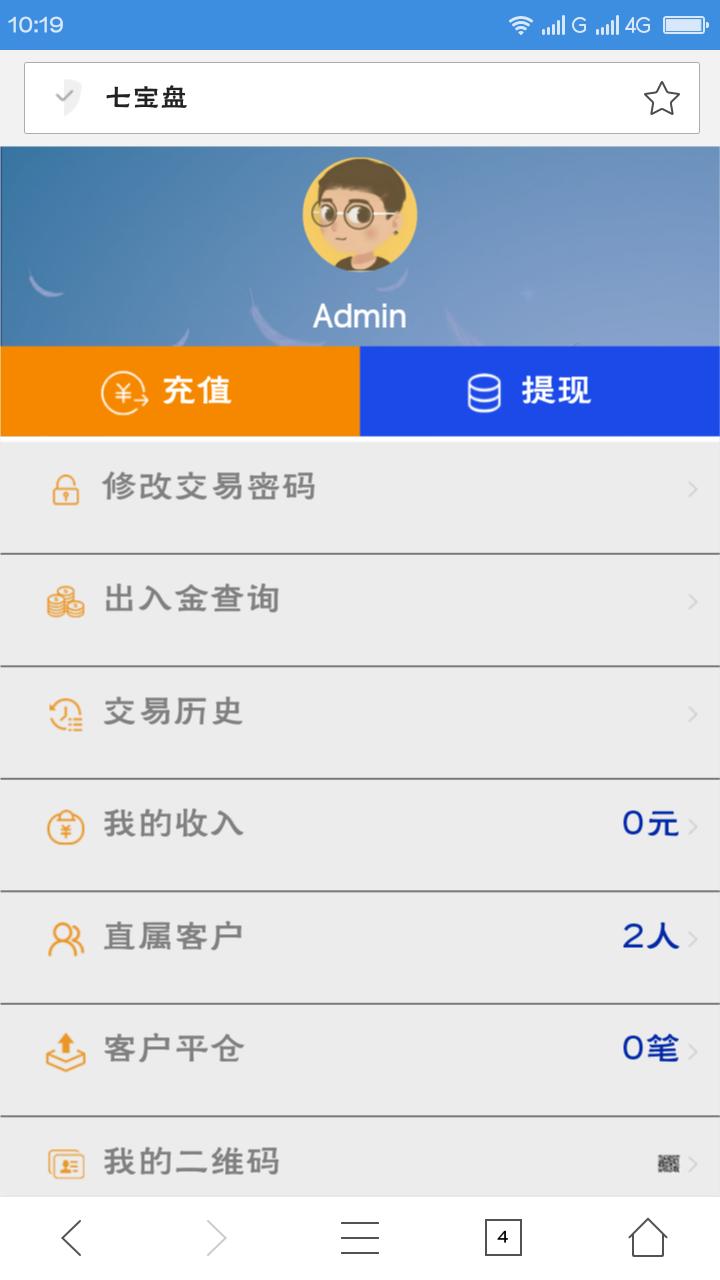 10:19
G
4G
七宝盘
Admin
充值
提现
修改交易密码
出入金查询
交易历史
我的收入
0元
直属客户
2人
客户平仓
0笔
我的二维码
4